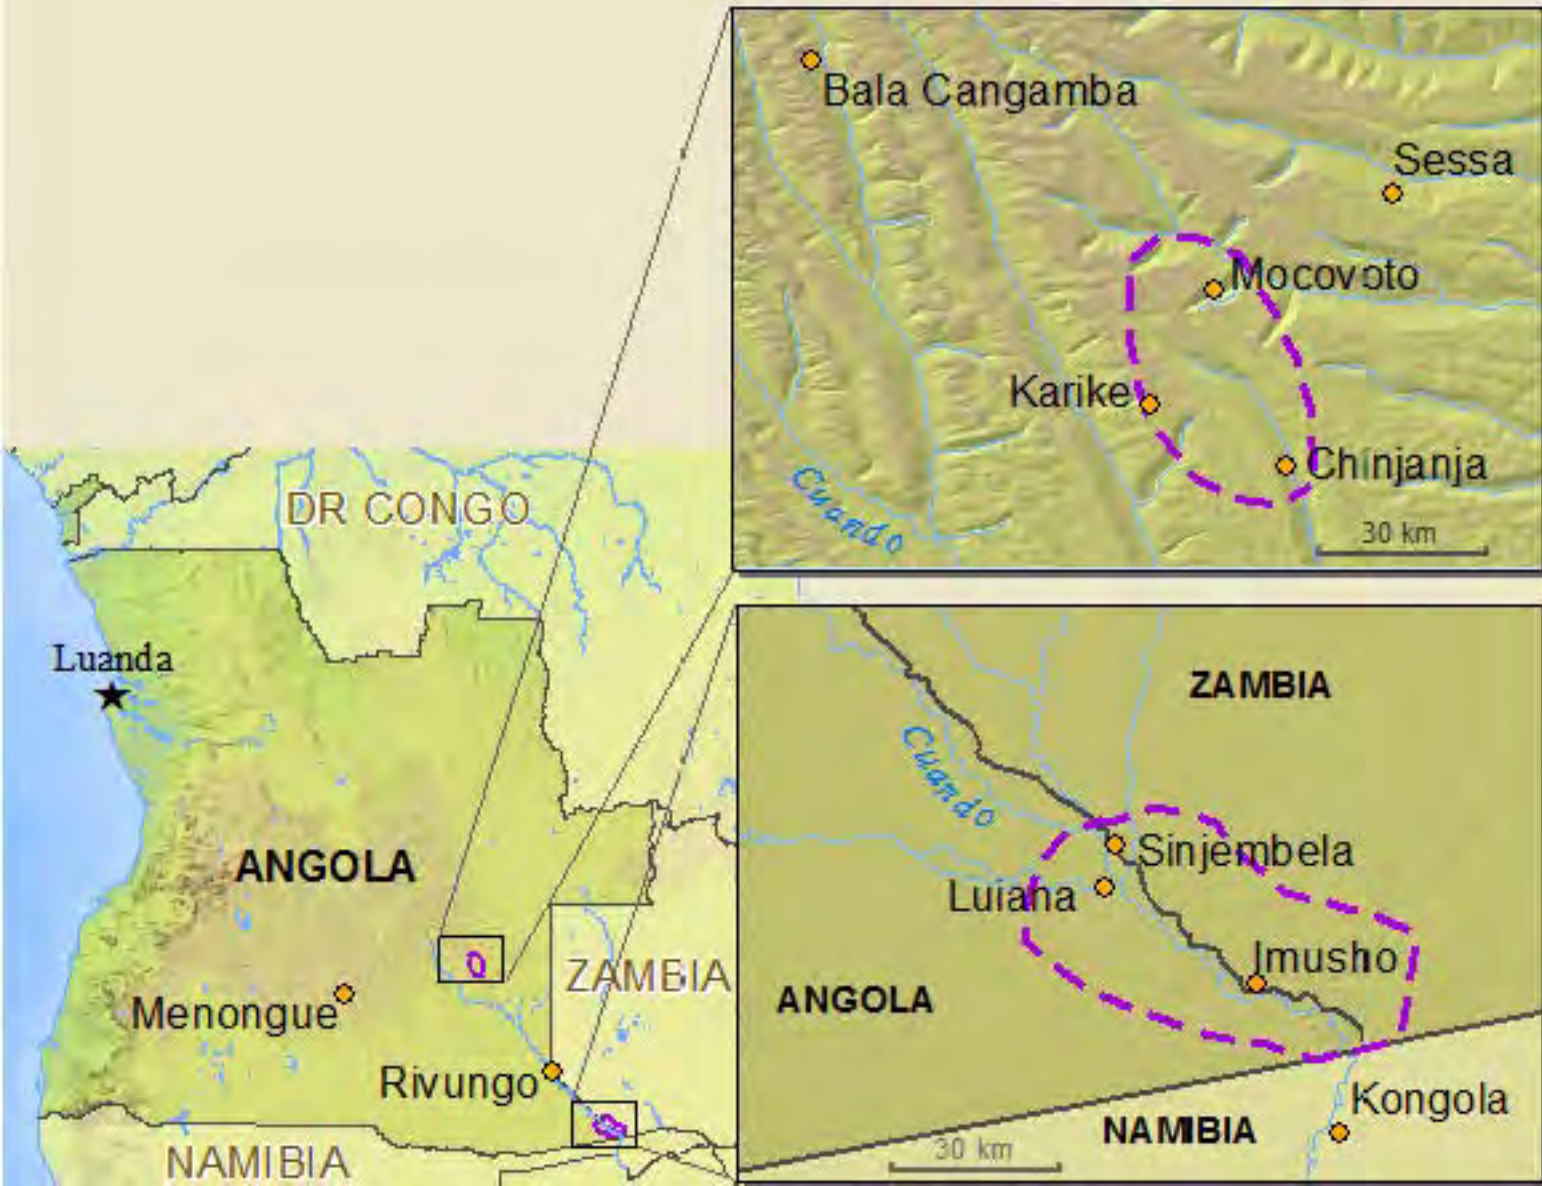 Bala Cangamba
Sessa
Mocovoto
Karike
Chinjanja
Cuando
30 km
DR CONGO
Luanda
ANGOLA
ZAMBIA
Menongue
Rivungo
NAMIBIA
ZAMBIA
Cuando
Sinjembela
Luiana
Imusho
ANGOLA
Kongola
NAMIBIA
30 km